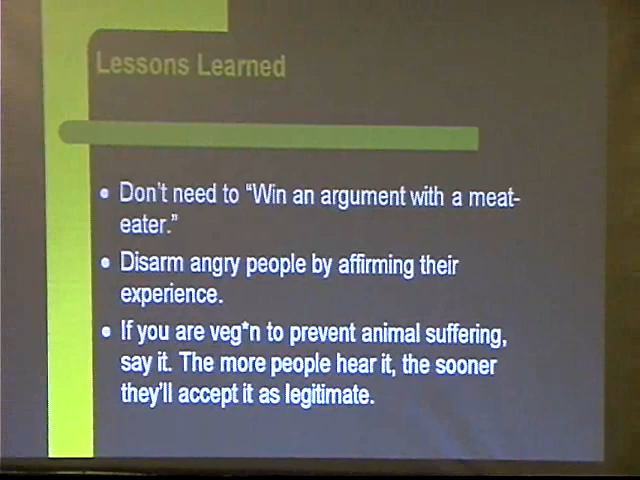 Lessons Learned
• Don't need to "Win an argument with a meat-
eater."
• Disarm angry people by affirming their
experience.
• If you are veg*n to prevent animal suffering,
say it. The more people hear it, the sooner
they'll accept it as legitimate.